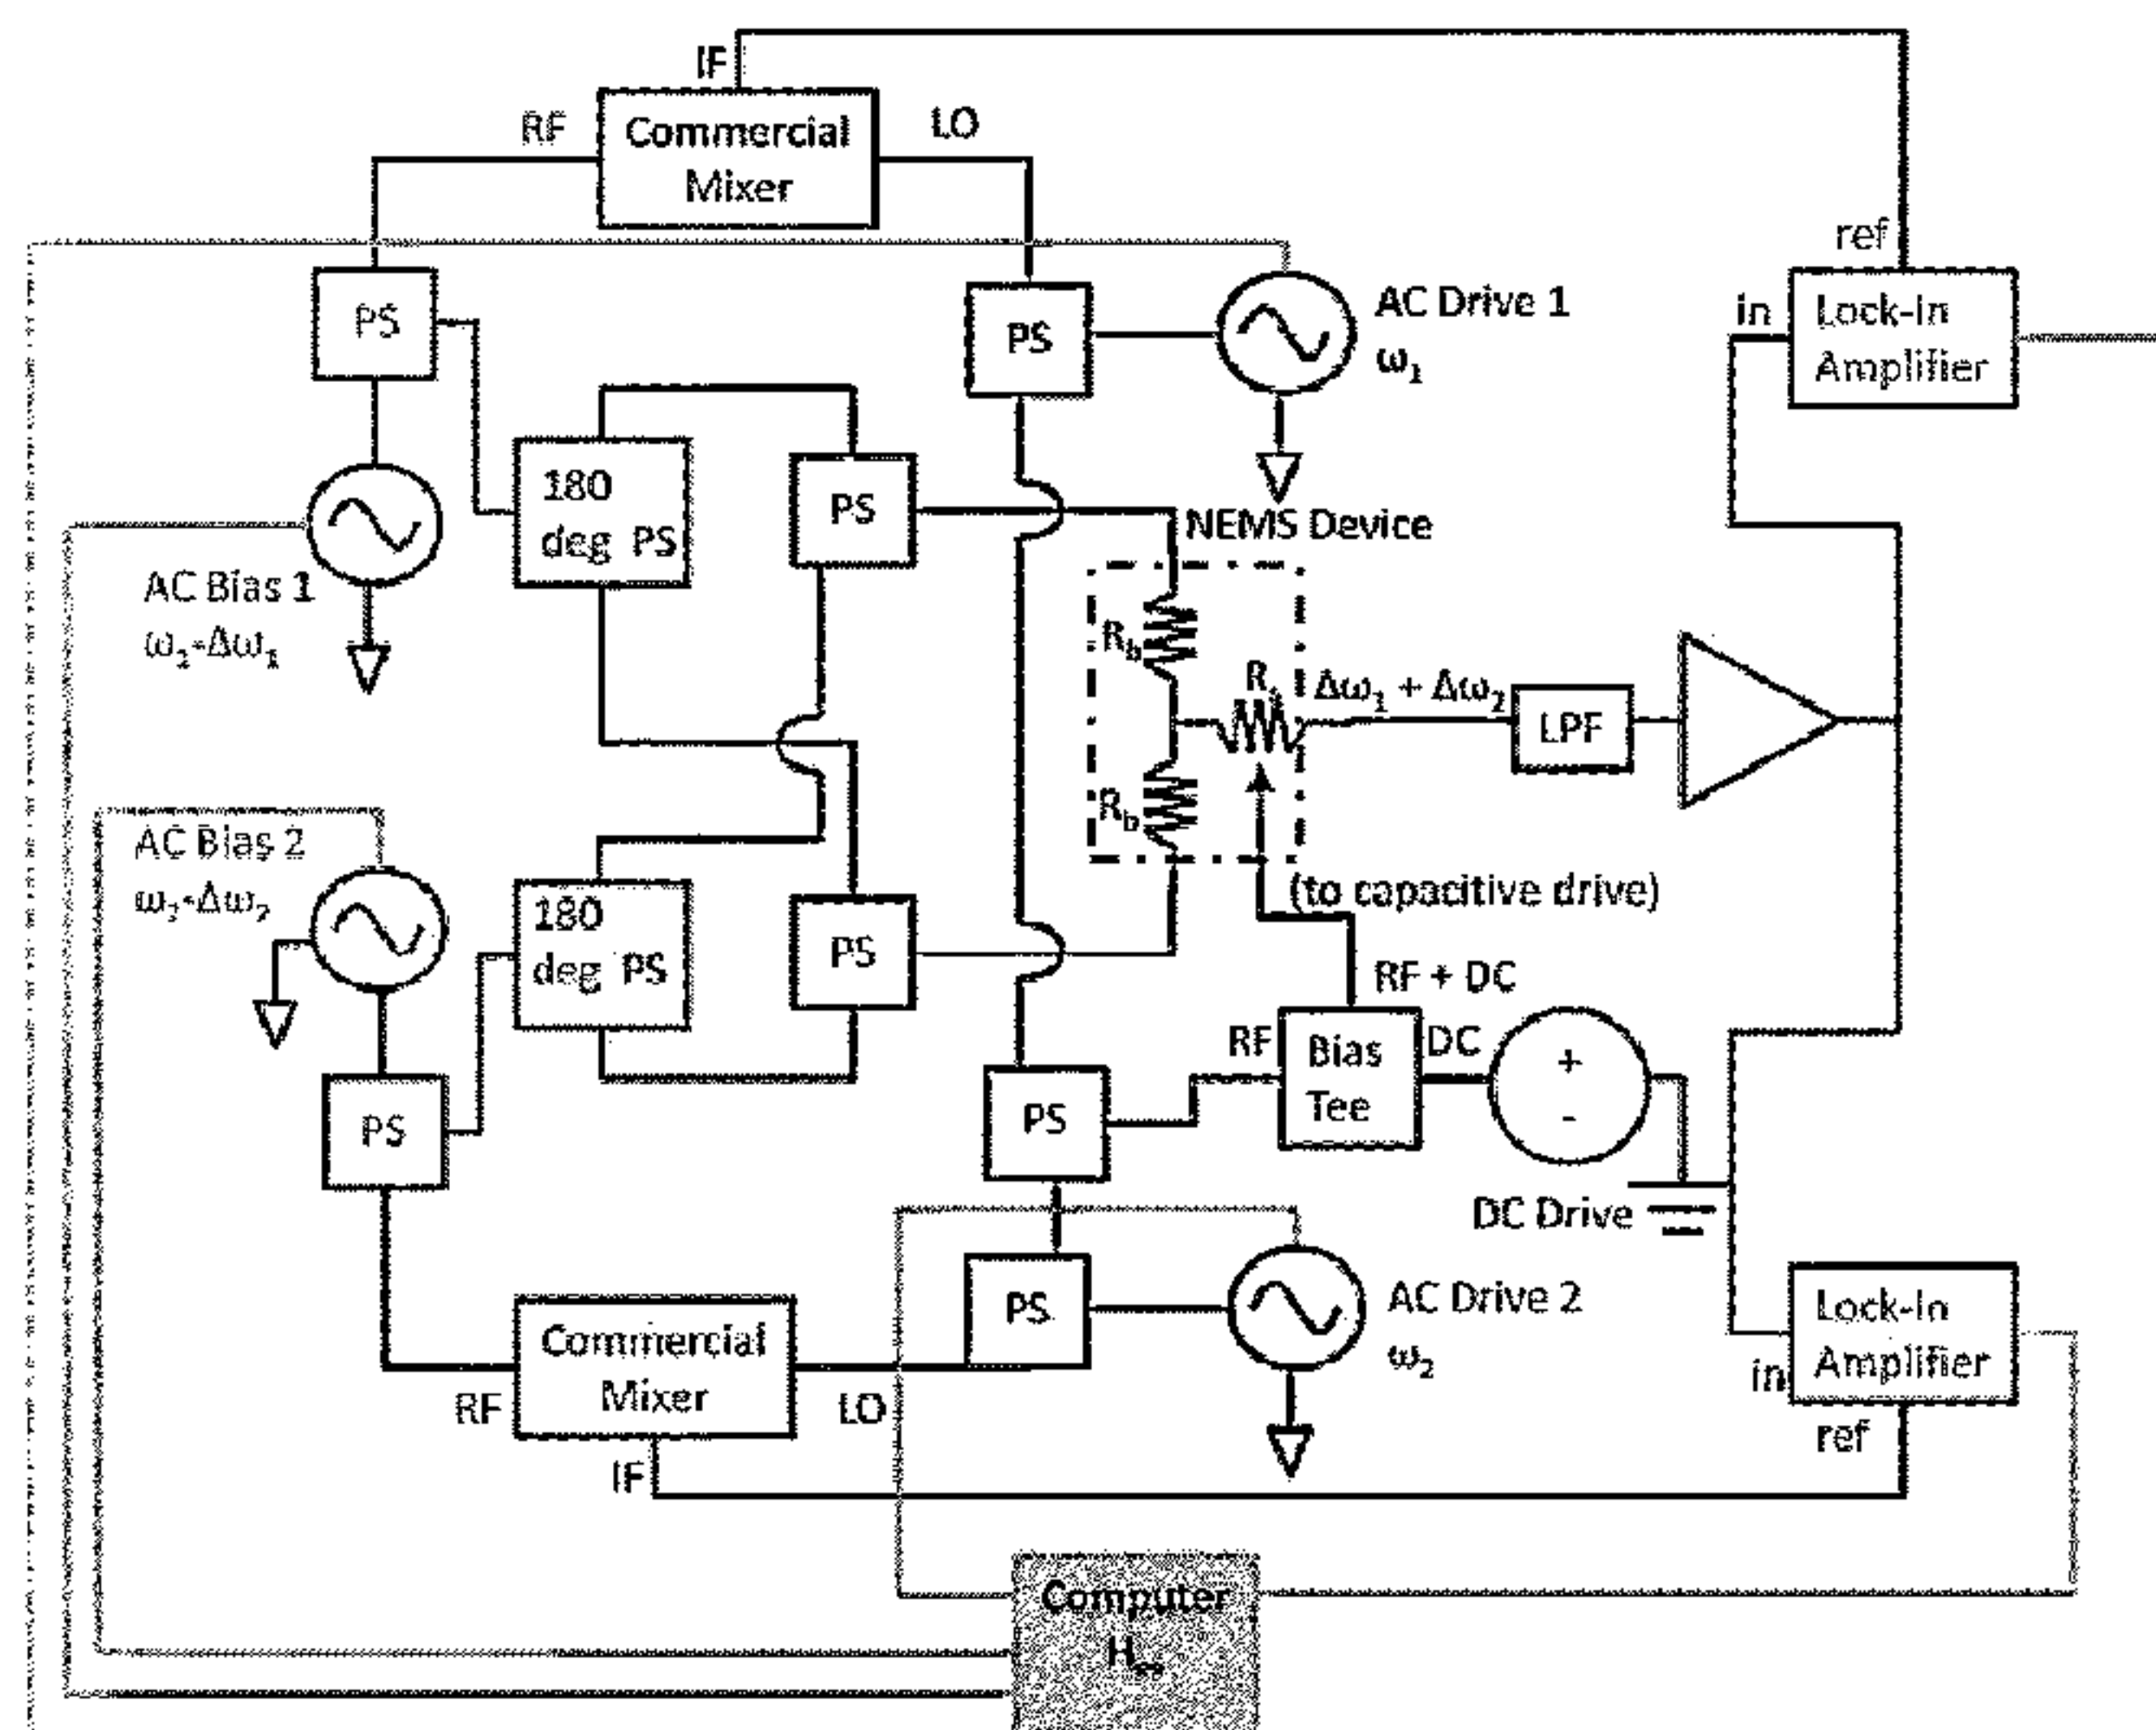 IF
RF
Commercial
Mixer
LO
ref
PS
PS
AC Drive 1
ω₁
in
Lock-In
Amplifier
180
deg PS
PS
NEMS Device
AC Bias 1
R_b
R
Δω₁ + Δω₂
LPF
R_b
AC Bias 2
(to capacitive drive)
180
deg PS
PS
RF + DC
RF
Bias
Tee
DC
+
-
PS
PS
DC Drive
PS
AC Drive 2
ω₂
Lock-In
Amplifier
in
ref
Commercial
Mixer
RF
LO
IF
Computer
H